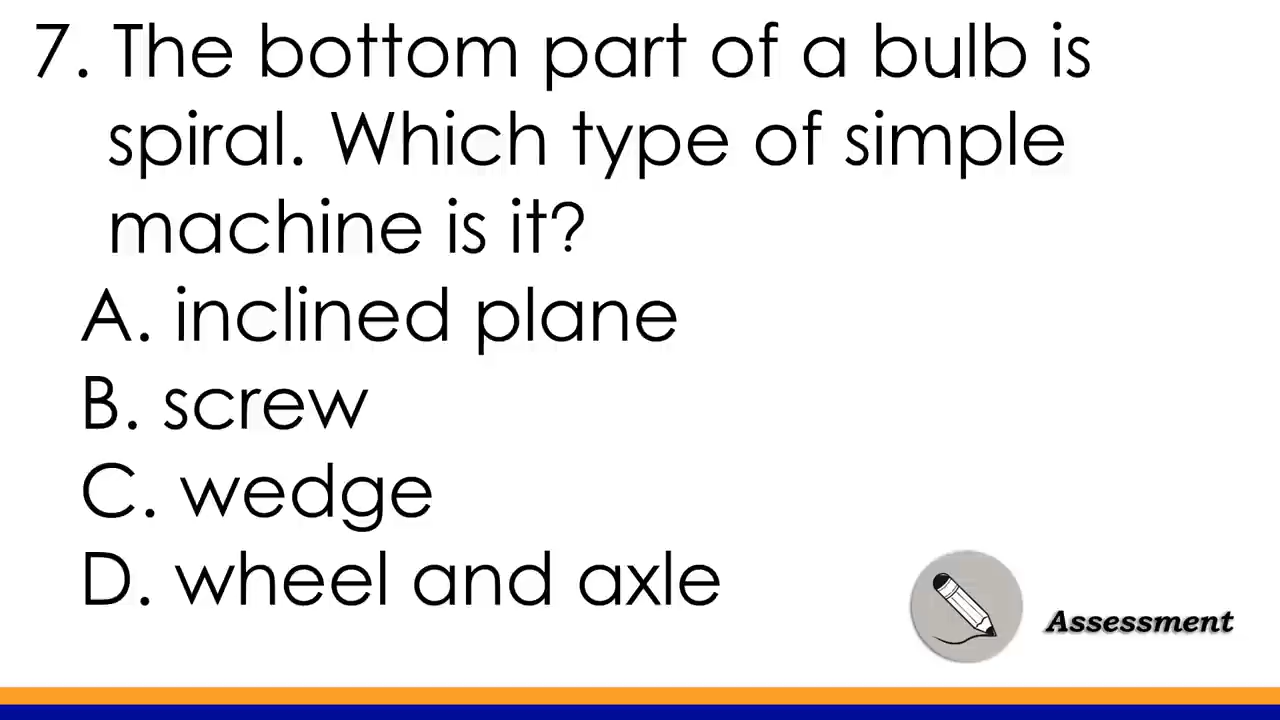 7. The bottom part of a bulb is
spiral. Which type of simple
machine is it?
A. inclined plane
B. screw
C. wedge
D. wheel and axle
Assessment